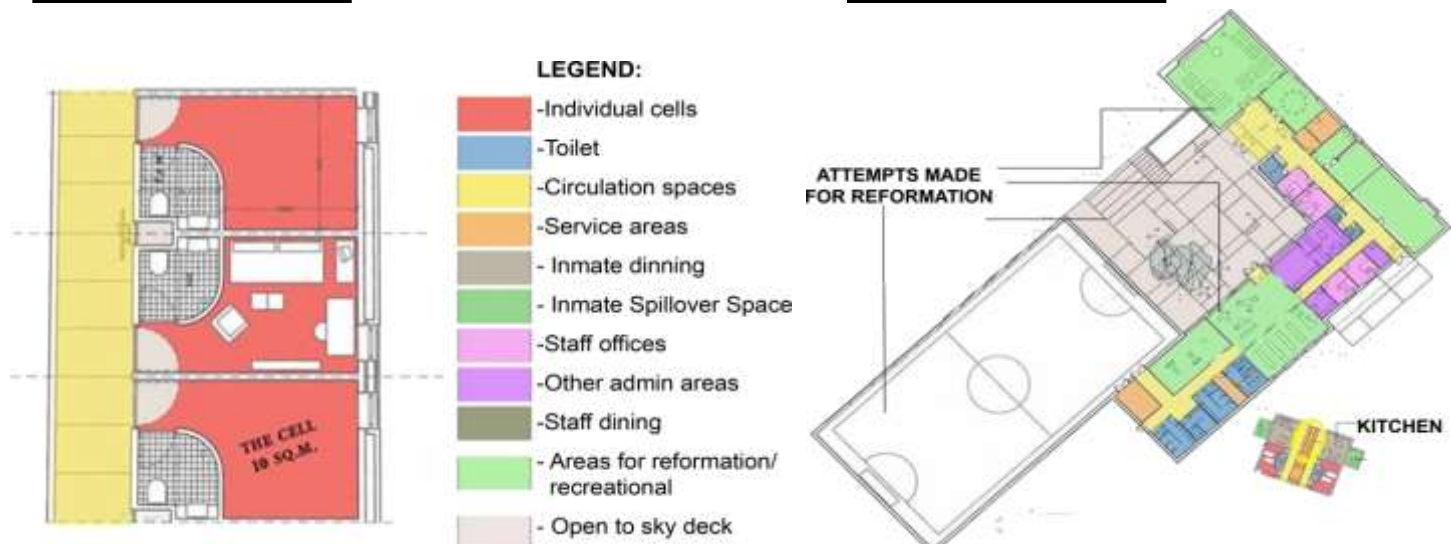 LEGEND:
-Individual cells
-Toilet
-Circulation spaces
-Service areas
- Inmate dinning
- Inmate Spillover Space
-Staff offices
-Other admin areas
-Staff dining
- Areas for reformation/
recreational
- Open to sky deck
THE CELL
10 SQ.M.
ATTEMPTS MADE
FOR REFORMATION
KITCHEN